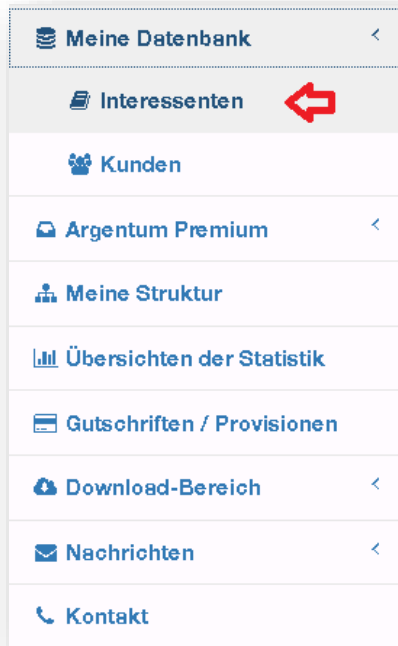 Meine Datenbank
Interessenten
Kunden
Argentum Premium
Meine Struktur
Übersichten der Statistik
Gutschriften / Provisionen
Download-Bereich
Nachrichten
Kontakt